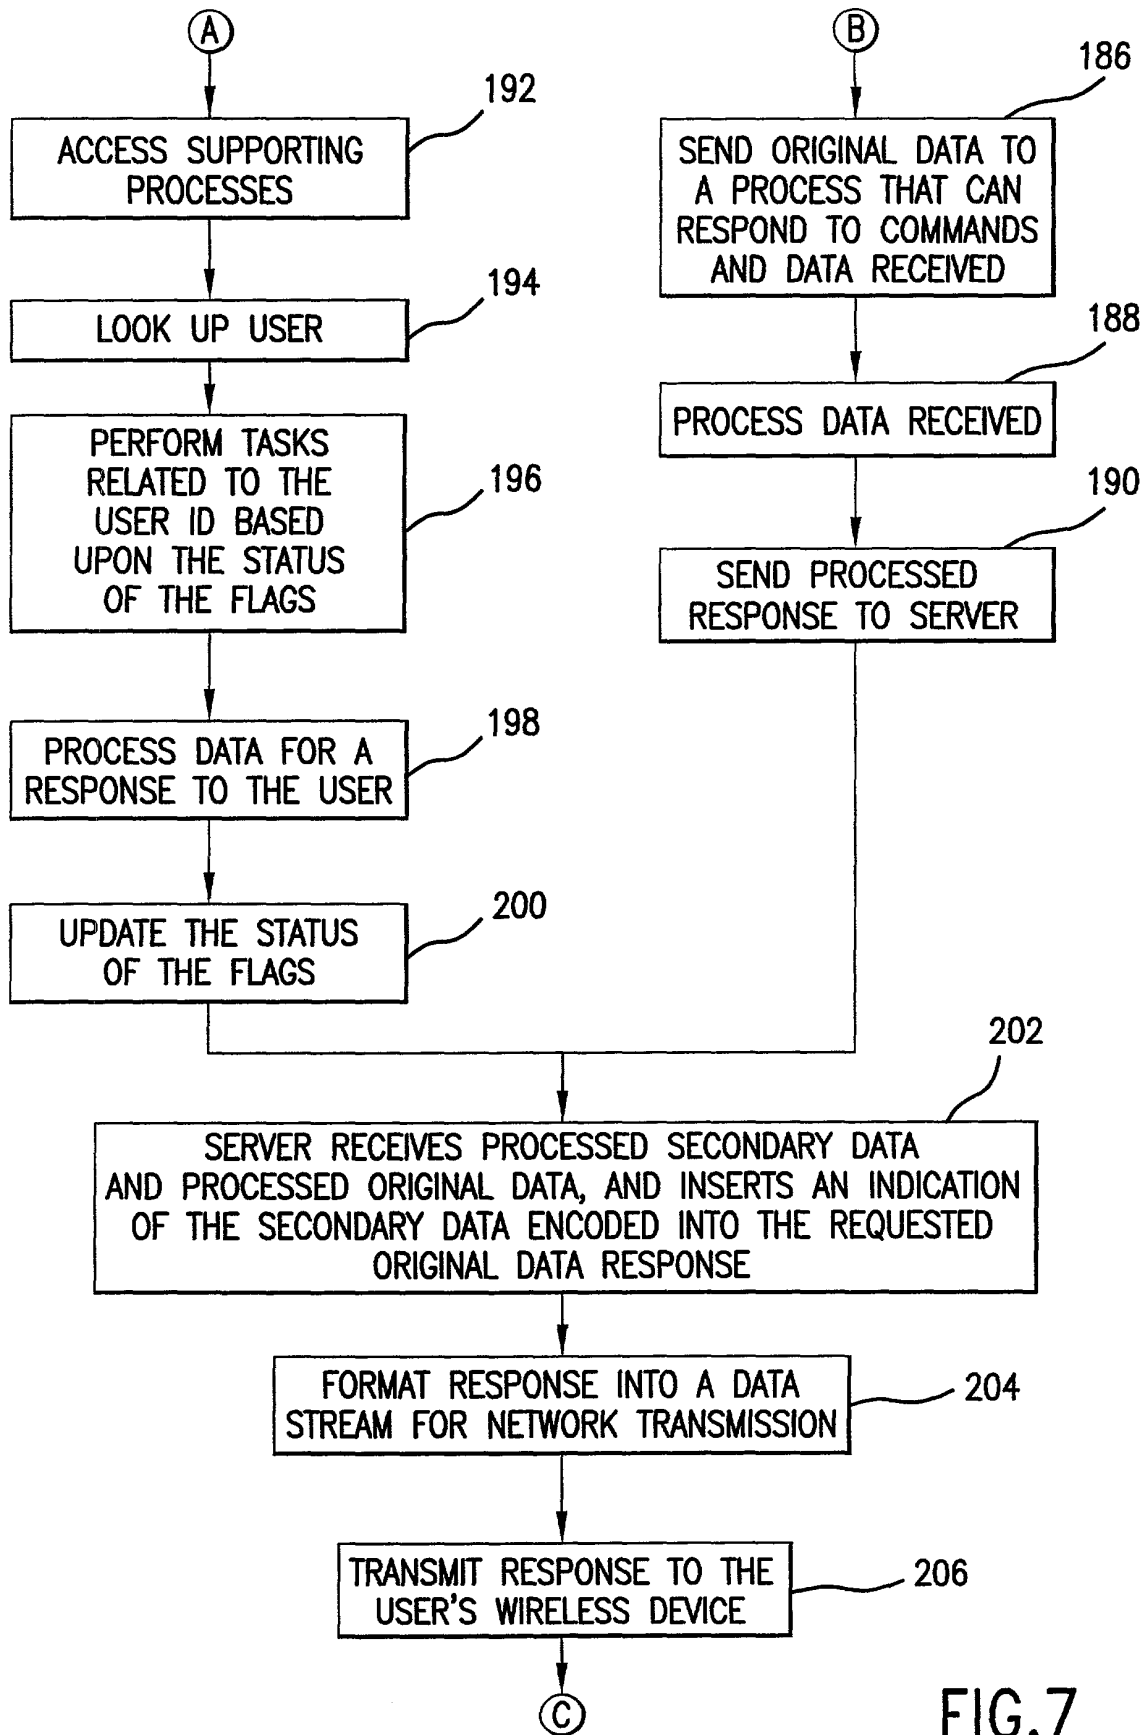 A
192
ACCESS SUPPORTING
PROCESSES
194
LOOK UP USER
PERFORM TASKS
RELATED TO THE
USER ID BASED
UPON THE STATUS
OF THE FLAGS
196
PROCESS DATA FOR A
RESPONSE TO THE USER
198
UPDATE THE STATUS
OF THE FLAGS
200
B
186
SEND ORIGINAL DATA TO
A PROCESS THAT CAN
RESPOND TO COMMANDS
AND DATA RECEIVED
188
PROCESS DATA RECEIVED
190
SEND PROCESSED
RESPONSE TO SERVER
202
SERVER RECEIVES PROCESSED SECONDARY DATA
AND PROCESSED ORIGINAL DATA, AND INSERTS AN INDICATION
OF THE SECONDARY DATA ENCODED INTO THE REQUESTED
ORIGINAL DATA RESPONSE
FORMAT RESPONSE INTO A DATA
STREAM FOR NETWORK TRANSMISSION
204
TRANSMIT RESPONSE TO THE
USER'S WIRELESS DEVICE
206
C
FIG.7